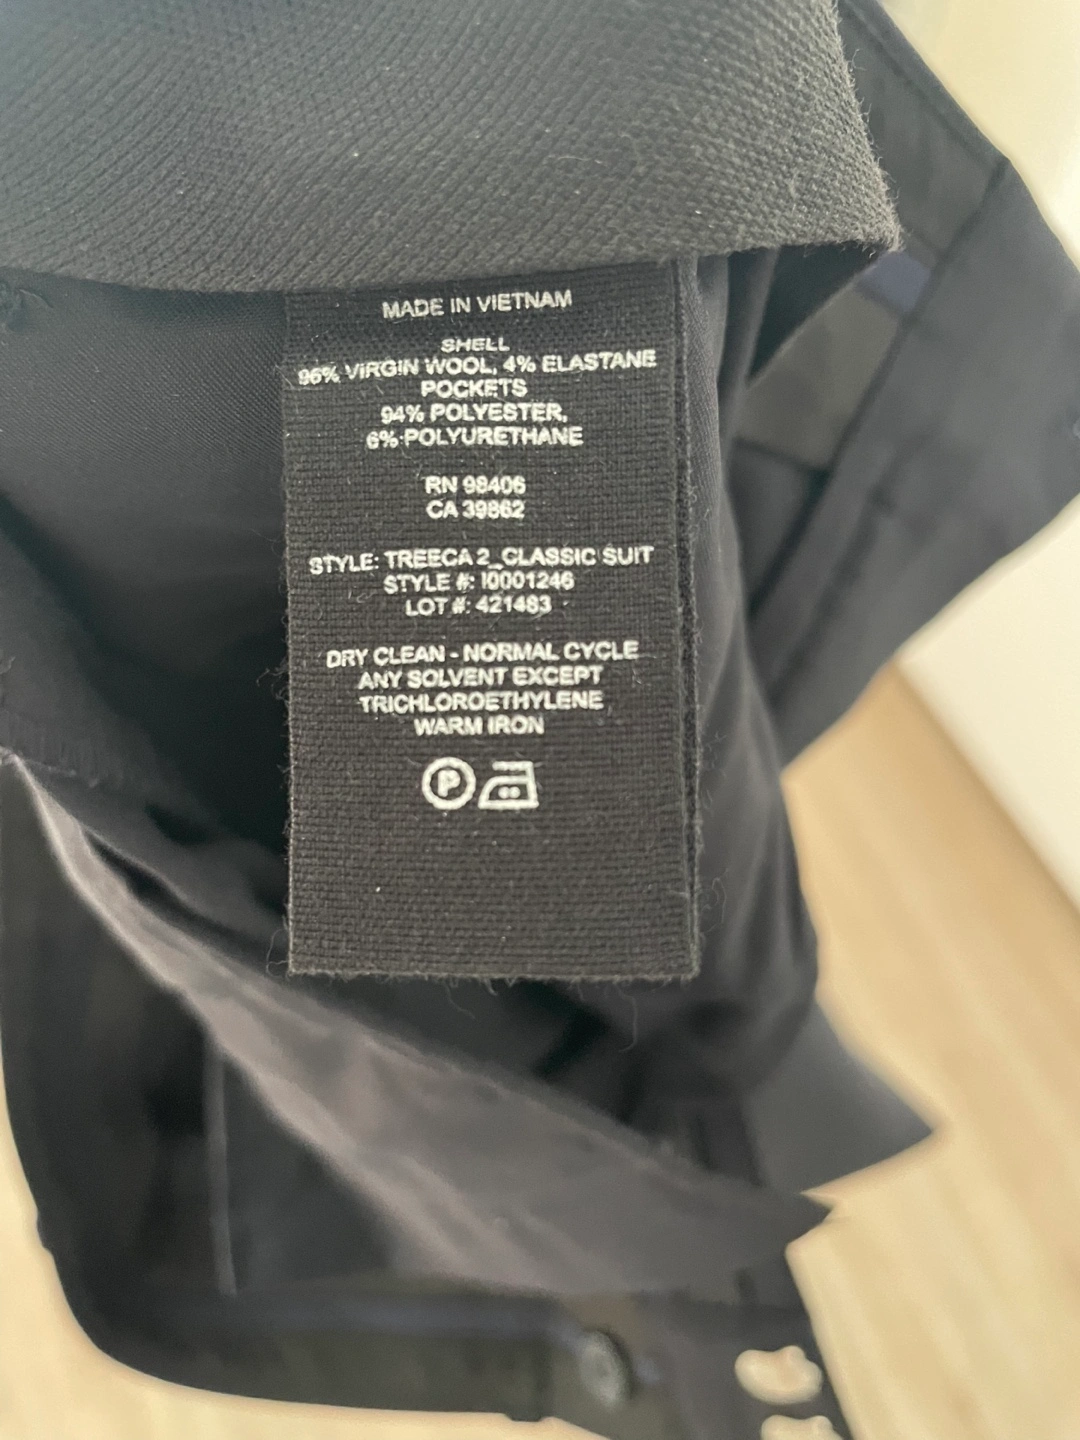 MADE IN VIETNAM
SHELL
96% VIRGIN WOOL, 4% ELASTANE
POCKETS
94% POLYESTER,
6% POLYURETHANE
RN 98406
CA 39862
STYLE: TREECA 2_CLASSIC SUIT
STYLE #: I0001246
LOT #: 421483
DRY CLEAN - NORMAL CYCLE
ANY SOLVENT EXCEPT
TRICHLOROETHYLENE
WARM IRON
P